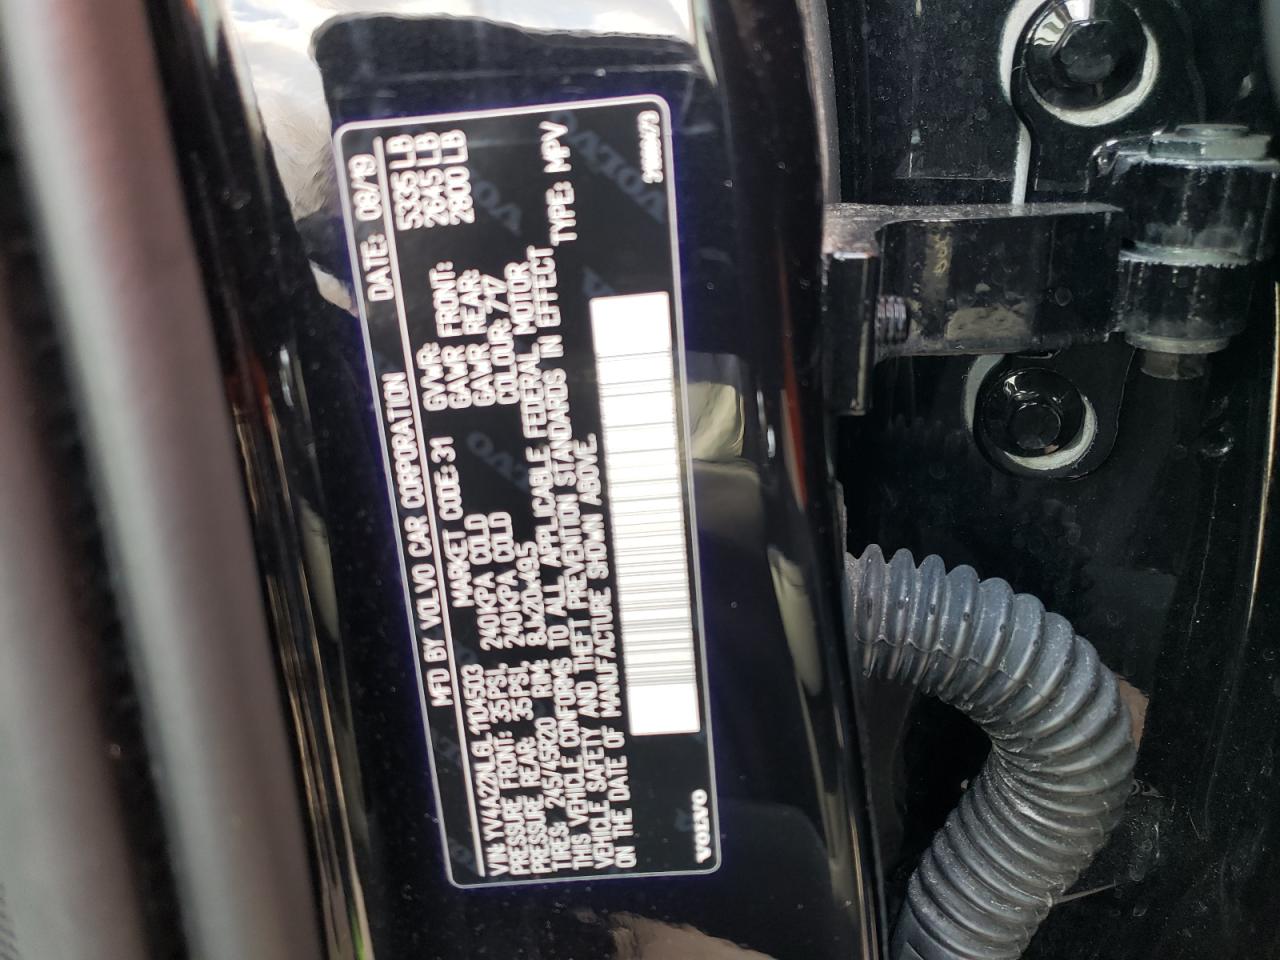 MFD BY VOLVO CAR CORPORATION DATE: 08/19
VIN: YV4A22NL6L1104503 MARKET CODE: 31 GVWR: 5335 LB
PRESSURE FRONT: 35PSI, 240KPA COLD GAWR FRONT: 2645 LB
PRESSURE REAR: 35PSI, 240KPA COLD GAWR REAR: 2800 LB
TIRES: 245/45R20 RIM: 8JX20X49.5 COLOUR: 717
THIS VEHICLE CONFORMS TO ALL APPLICABLE FEDERAL MOTOR
VEHICLE SAFETY AND THEFT PREVENTION STANDARDS IN EFFECT
ON THE DATE OF MANUFACTURE SHOWN ABOVE. TYPE: MPV
VOLVO